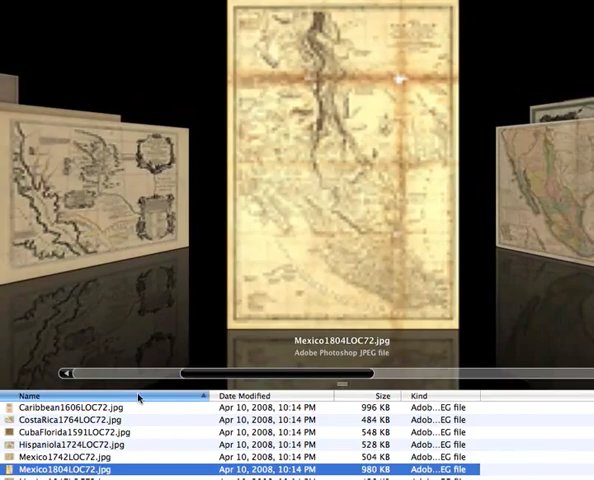 Mexico1804LOC72.jpg
Adobe Photoshop JPEG file
Name Date Modified Size Kind
Caribbean1606LOC72.jpg Apr 10, 2008, 10:14 PM 996 KB Adob...EG file
CostaRica1764LOC72.jpg Apr 10, 2008, 10:14 PM 484 KB Adob...EG file
CubaFlorida1591LOC72.jpg Apr 10, 2008, 10:14 PM 548 KB Adob...EG file
Hispaniola1724LOC72.jpg Apr 10, 2008, 10:14 PM 528 KB Adob...EG file
Mexico1742LOC72.jpg Apr 10, 2008, 10:14 PM 504 KB Adob...EG file
Mexico1804LOC72.jpg Apr 10, 2008, 10:14 PM 980 KB Adob...EG file